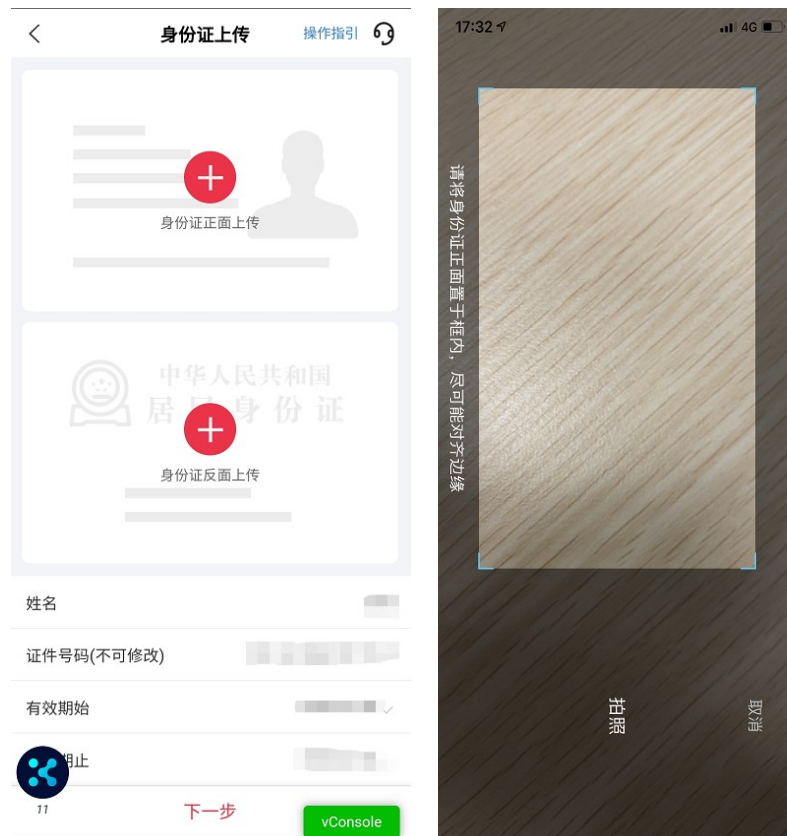 身份证上传
操作指引
身份证正面上传
中华人民共和国
居民身份证
身份证反面上传
姓名
证件号码(不可修改)
有效期始
期止
11
下一步
vConsole
17:32
4G
请将身份证正面置于框内，尽可能对齐边缘
拍照
取消